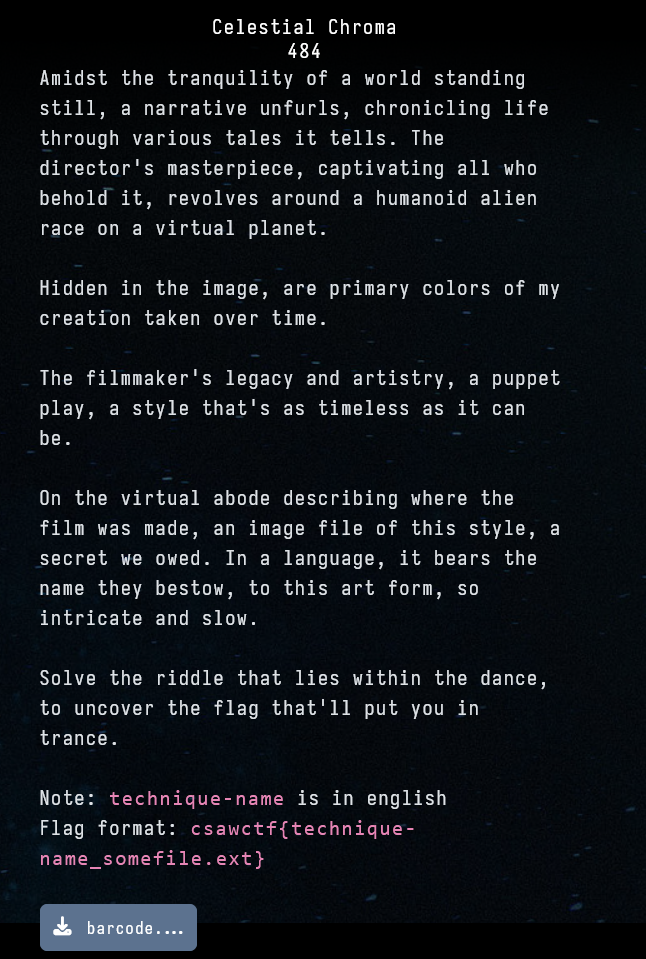 Celestial Chroma
484
Amidst the tranquility of a world standing
still, a narrative unfurls, chronicling life
through various tales it tells. The
director's masterpiece, captivating all who
behold it, revolves around a humanoid alien
race on a virtual planet.
Hidden in the image, are primary colors of my
creation taken over time.
The filmmaker's legacy and artistry, a puppet
play, a style that's as timeless as it can
be.
On the virtual abode describing where the
film was made, an image file of this style, a
secret we owed. In a language, it bears the
name they bestow, to this art form, so
intricate and slow.
Solve the riddle that lies within the dance,
to uncover the flag that'll put you in
trance.
Note: technique-name is in english
Flag format: csawctf{technique-
name_somefile.ext}
barcode....